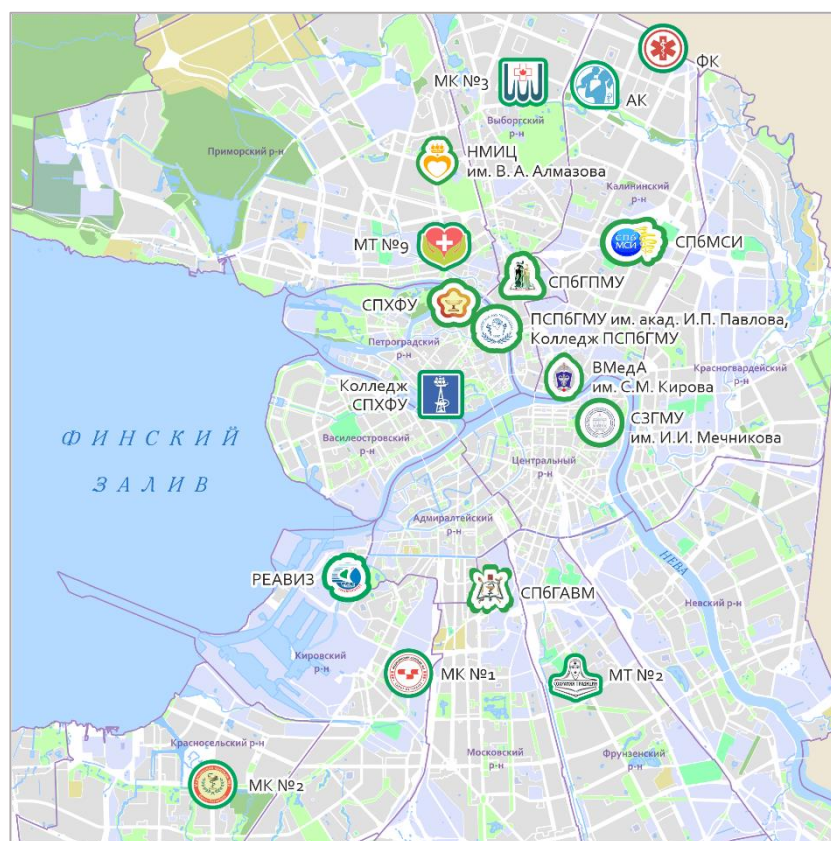 ФК
МК №3
АК
Выборгский
р-н
Приморский р-н
НМИЦ
им. В. А. Алмазова
Калининский
р-н
МТ №9
СПб
МСИ
СПбМСИ
СПбГПМУ
СПХФУ
ПСПбГМУ им. акад. И.П. Павлова,
Колледж ПСПбГМУ
Петроградский
р-н
ВМедА
им. С.М. Кирова
Красногвардейский
р-н
Колледж
СПХФУ
СЗГМУ
им. И.И. Мечникова
Василеостровский
р-н
ФИНСКИЙ
ЗАЛИВ
Центральный
р-н
Адмиралтейский
р-н
НЕВА
РЕАВИЗ
СПбГАВМ
Невский р-н
Кировский
р-н
МК №1
МТ №2
Красносельский р-н
Московский
р-н
Фрунзенский
р-н
МК №2